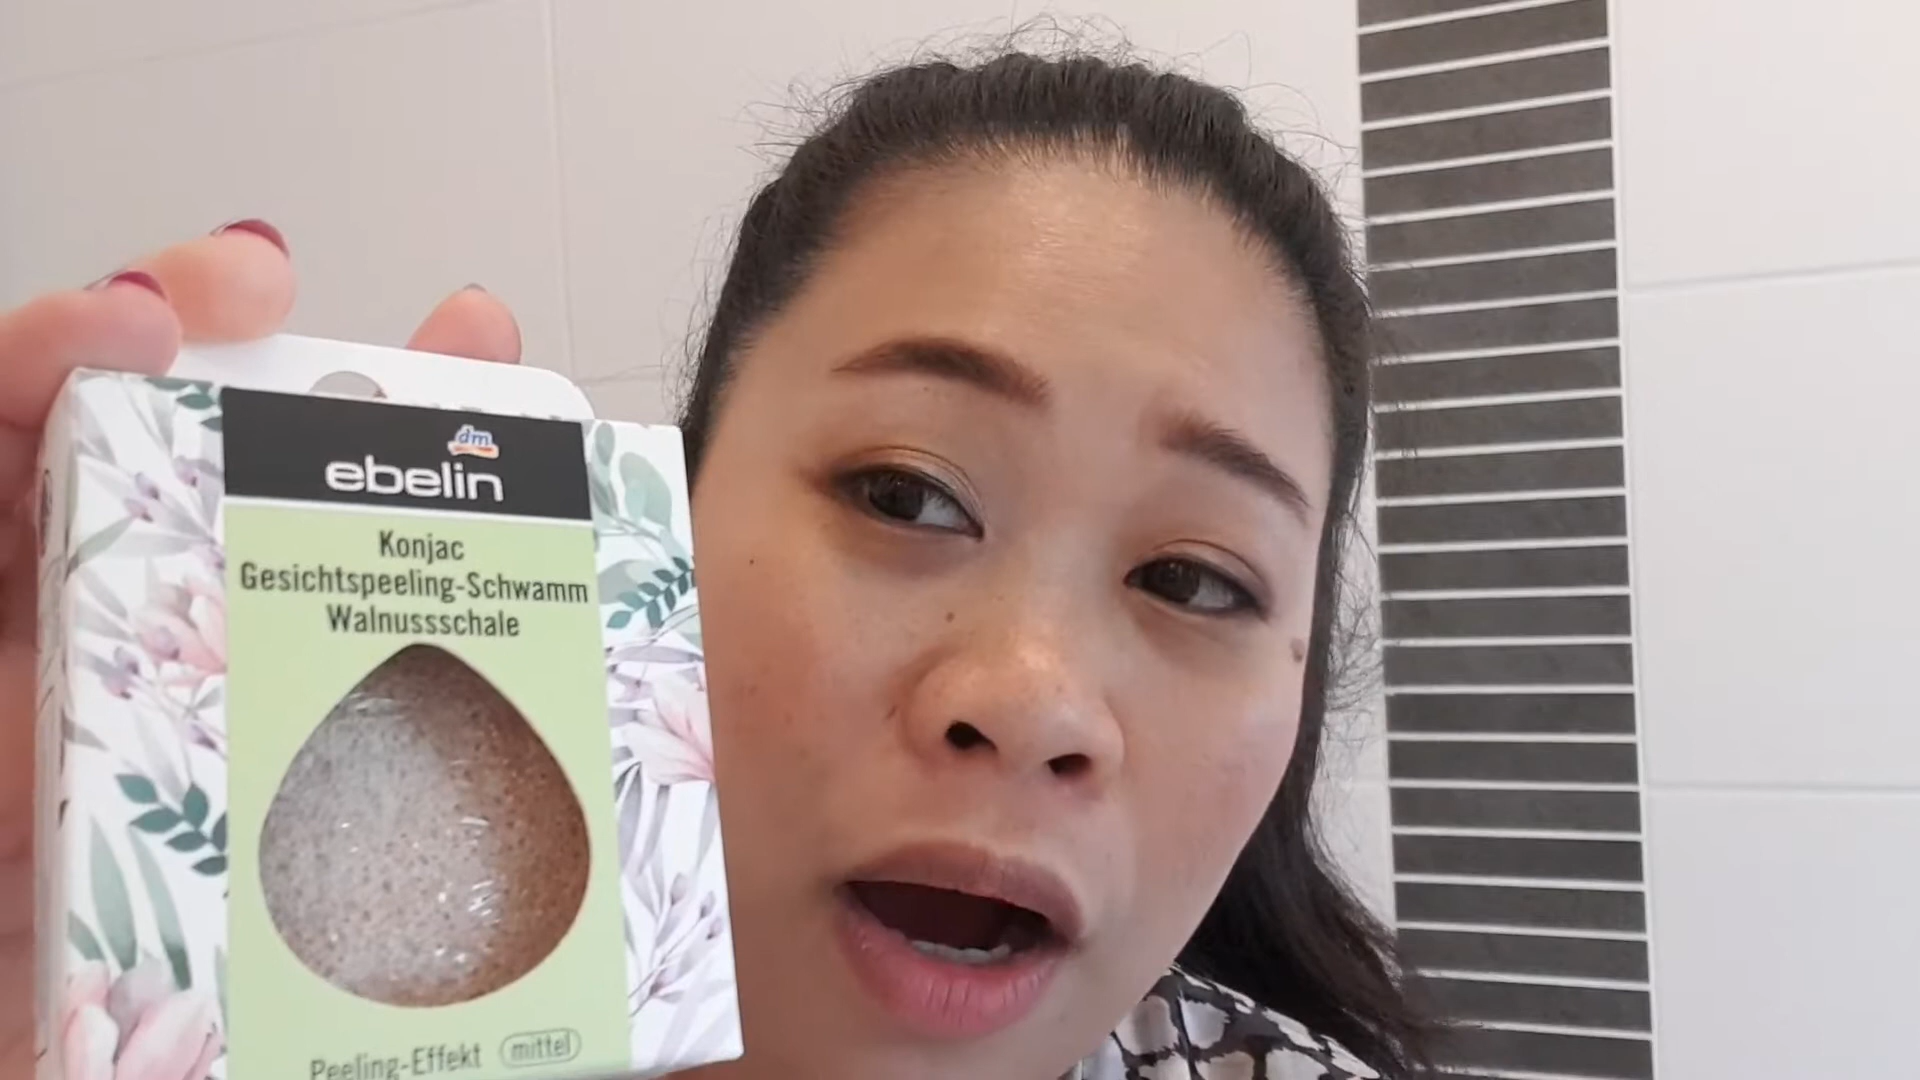 dm
ebelin
Konjac
Gesichtspeeling-Schwamm
Walnussschale
Peeling-Effekt mittel